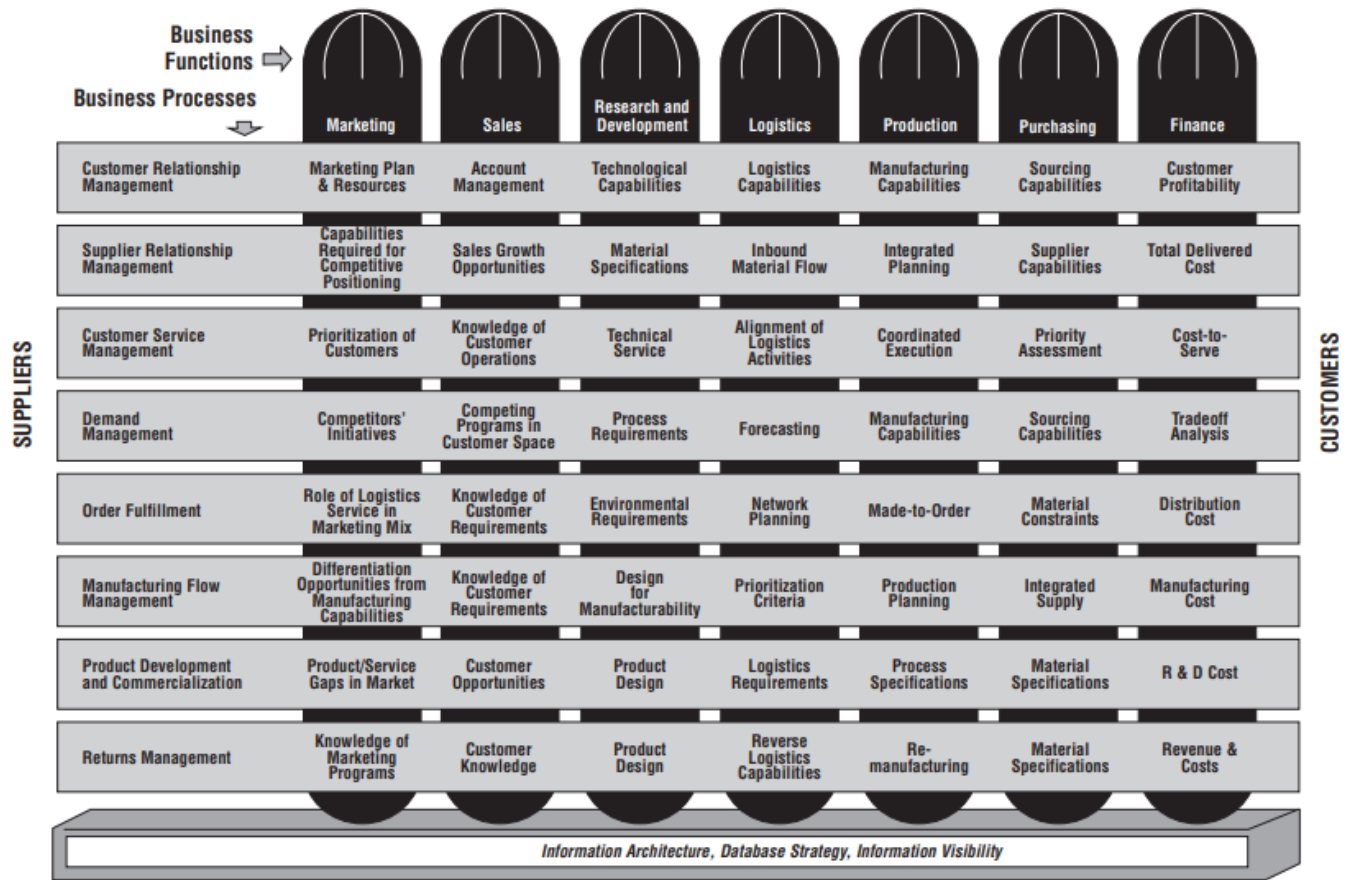 Business
Functions
Business Processes
Marketing
Sales
Research and
Development
Logistics
Production
Purchasing
Finance
SUPPLIERS
CUSTOMERS
Customer Relationship
Management
Marketing Plan
& Resources
Account
Management
Technological
Capabilities
Logistics
Capabilities
Manufacturing
Capabilities
Sourcing
Capabilities
Customer
Profitability
Supplier Relationship
Management
Capabilities
Required for
Competitive
Positioning
Sales Growth
Opportunities
Material
Specifications
Inbound
Material Flow
Integrated
Planning
Supplier
Capabilities
Total Delivered
Cost
Customer Service
Management
Prioritization of
Customers
Knowledge of
Customer
Operations
Technical
Service
Alignment of
Logistics
Activities
Coordinated
Execution
Priority
Assessment
Cost-to-
Serve
Demand
Management
Competitors'
Initiatives
Competing
Programs in
Customer Space
Process
Requirements
Forecasting
Manufacturing
Capabilities
Sourcing
Capabilities
Tradeoff
Analysis
Order Fulfillment
Role of Logistics
Service in
Marketing Mix
Knowledge of
Customer
Requirements
Environmental
Requirements
Network
Planning
Made-to-Order
Material
Constraints
Distribution
Cost
Manufacturing Flow
Management
Differentiation
Opportunities from
Manufacturing
Capabilities
Knowledge of
Customer
Requirements
Design
for
Manufacturability
Prioritization
Criteria
Production
Planning
Integrated
Supply
Manufacturing
Cost
Product Development
and Commercialization
Product/Service
Gaps in Market
Customer
Opportunities
Product
Design
Logistics
Requirements
Process
Specifications
Material
Specifications
R & D Cost
Returns Management
Knowledge of
Marketing
Programs
Customer
Knowledge
Product
Design
Reverse
Logistics
Capabilities
Re-
manufacturing
Material
Specifications
Revenue &
Costs
Information Architecture, Database Strategy, Information Visibility